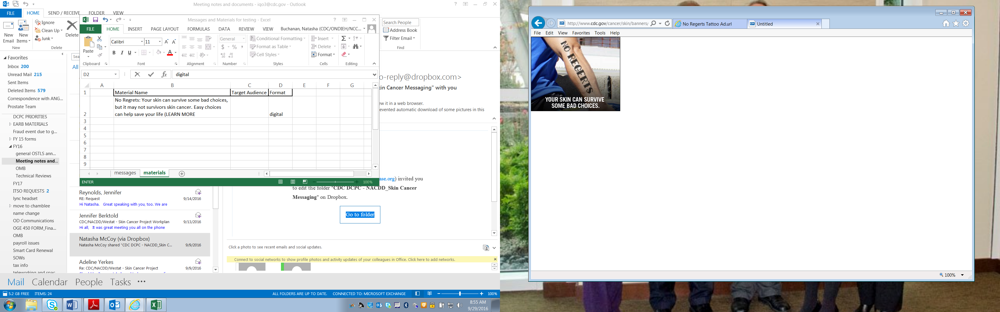 Meeting notes and documents - iqo3@cdc.gov - Outlook
FILE HOME SEND / RECEIVE FOLDER VIEW
New Email
New Items
Ignore
Clean Up
Junk
Delete
New
Delete
Search People
Address Book
Filter Email
Find
Messages and Materials for testing - Excel
FILE HOME INSERT PAGE LAYOUT FORMULAS DATA REVIEW VIEW Buchanan, Natasha (CDC/ONDIEH/NCC...
Paste
Calibri 11
B I U
General
$ % ,
Conditional Formatting
Format as Table
Cell Styles
Insert
Delete
Format
Clipboard Font Alignment Number Styles Cells Editing
D2 fx digital
A B C D E F G
1 Material Name Target Audience Format
No Regrets: Your skin can survive some bad choices,
but it may not survivors skin cancer. Easy choices
2 can help save your life (LEARN MORE digital
3
4
5
6
7
8
9
messages materials
ENTER 100%
Favorites
Inbox 200
Unread Mail 215
Sent Items
Deleted Items 579
Correspondence with ANG...
Prostate Team
DCPC PRIORITIES
EARB MATERIALS
Fraud event due to g...
FY 15 forms
FY16
general OSTLS ann...
Meeting notes and...
OMB
Technical Reviews
FY17
ITSO REQUESTS 2
lync headset
move to chamblee
name change
OD Communications
OGE 450 FORM_Fina...
OMB
payroll issues
Smart Card Renewal
SOWs
tax info
teleworking and spac
Sea
All
Reynolds, Jennifer
RE: Request 9/14/2016
Hi Natasha. Great speaking with you, too. We are
Jennifer Berktold
CDC/NACDD/Westat - Skin Cancer Project Workplan 9/13/2016
Hi all, It was great meeting you all on the phone
Natasha McCoy (via Dropbox)
Natasha McCoy shared "CDC DCPC - NACDD_Skin C... 9/9/2016
Adeline Yerkes
Re: CDC/NACDD/Westat - Skin Cancer Project 9/9/2016
o-reply@dropbox.com>
kin Cancer Messaging" with you
ew it in a web browser.
evented automatic download of some pictures in this
ase.org) invited you
to edit the folder "CDC DCPC - NACDD_Skin Cancer
Messaging" on Dropbox.
Go to folder
Click a photo to see recent emails and social updates.
Connect to social networks to show profile photos and activity updates of your colleagues in Office. Click here to add networks.
Mail Calendar People Tasks •••
5.2 GB FREE ITEMS: 24 ALL FOLDERS ARE UP TO DATE. CONNECTED TO: MICROSOFT EXCHANGE 100%
8:55 AM
9/29/2016
http://www.cdc.gov/cancer/skin/banners/
No Regerts Tattoo Ad.url
Untitled
File Edit View Favorites Tools Help
NO REGERTS
YOUR SKIN CAN SURVIVE
SOME BAD CHOICES.
100%